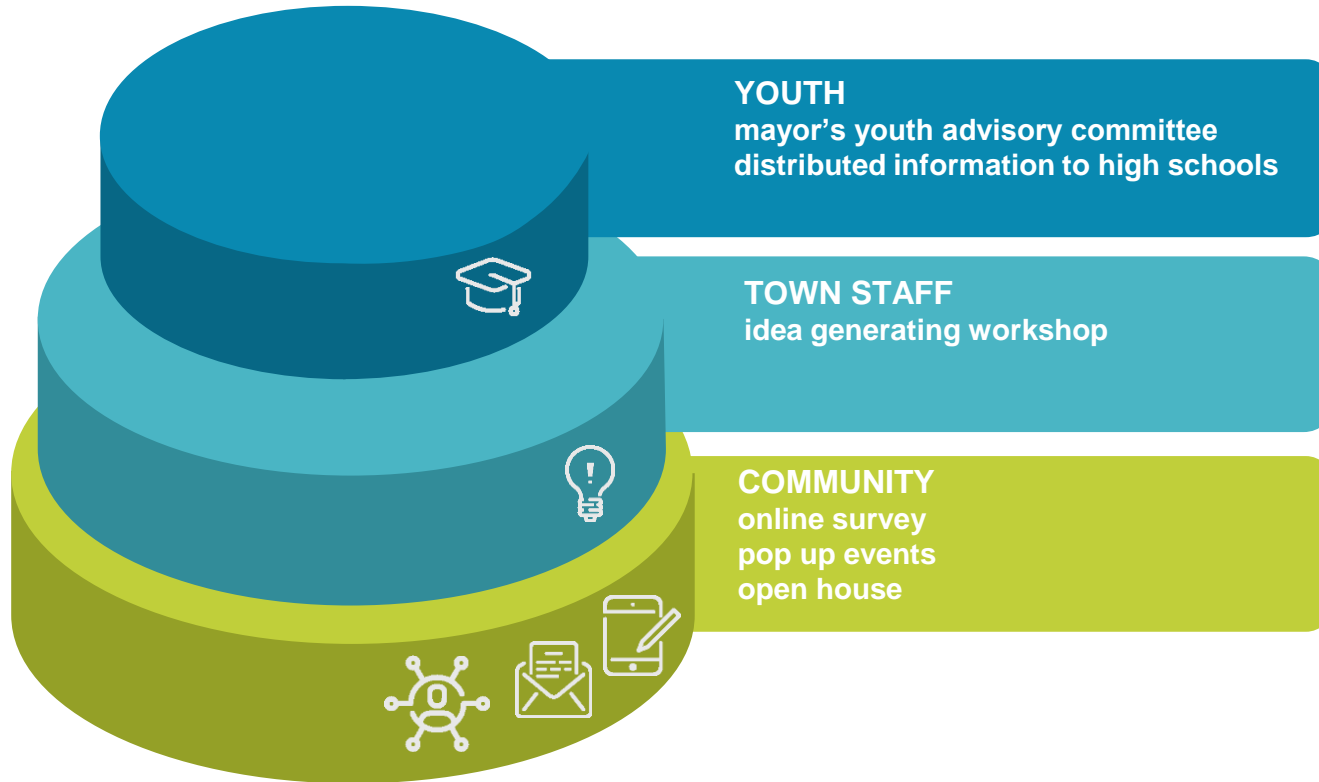 YOUTH
mayor’s youth advisory committee
distributed information to high schools
TOWN STAFF
idea generating workshop
COMMUNITY
online survey
pop up events
open house